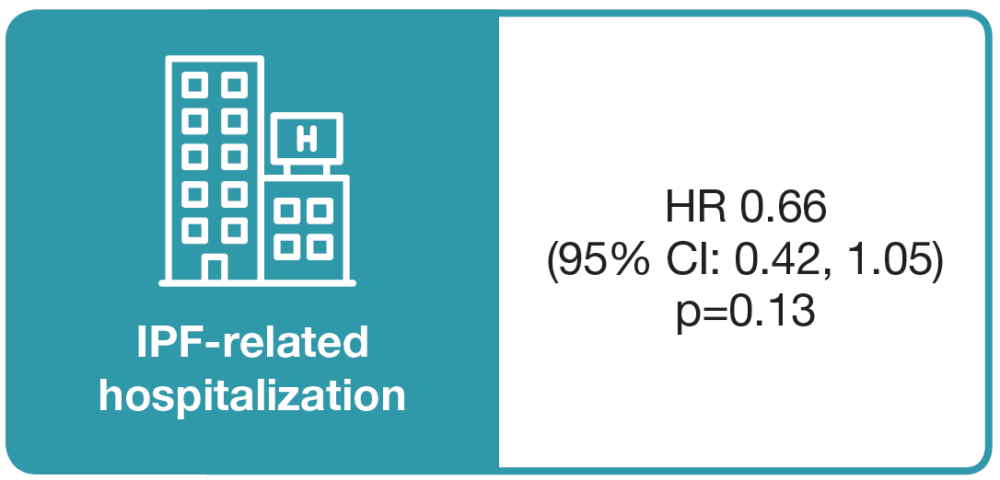 H
IPF-related
hospitalization
HR 0.66
(95% CI: 0.42, 1.05)
p=0.13